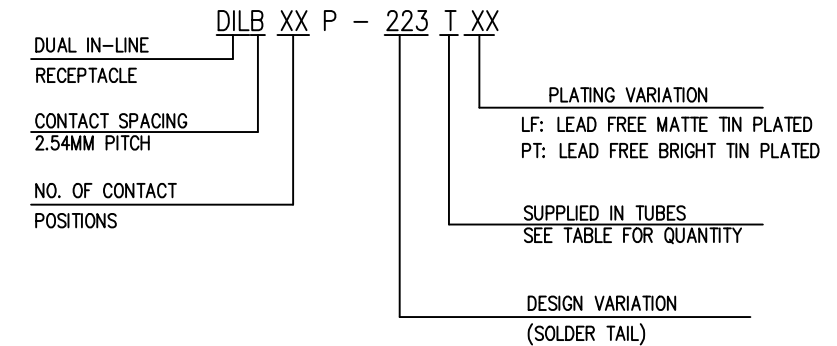 DILB XX P - 223 T XX
DUAL IN-LINE
RECEPTACLE
CONTACT SPACING
2.54MM PITCH
NO. OF CONTACT
POSITIONS
PLATING VARIATION
LF: LEAD FREE MATTE TIN PLATED
PT: LEAD FREE BRIGHT TIN PLATED
SUPPLIED IN TUBES
SEE TABLE FOR QUANTITY
DESIGN VARIATION
(SOLDER TAIL)